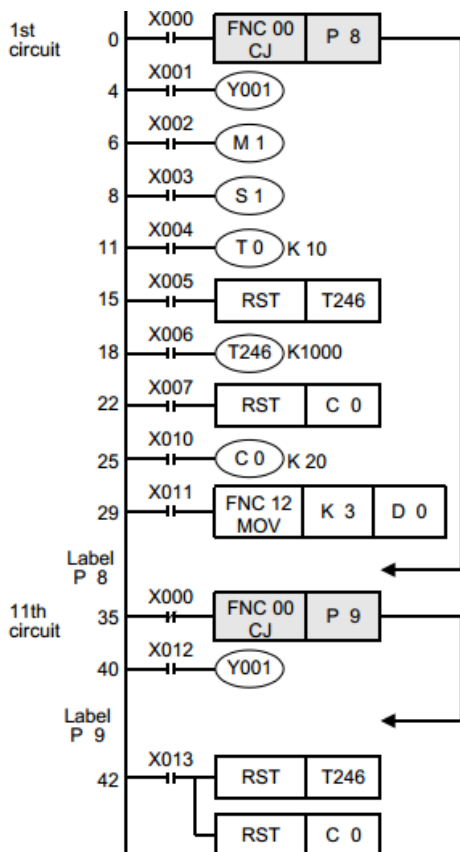 1st circuit
X000
0
FNC 00 CJ
P 8
X001
4
Y001
X002
6
M 1
X003
8
S 1
X004
11
T 0
K 10
X005
15
RST
T246
X006
18
T246
K1000
X007
22
RST
C 0
X010
25
C 0
K 20
X011
29
FNC 12 MOV
K 3
D 0
Label P 8
11th circuit
X000
35
FNC 00 CJ
P 9
X012
40
Y001
Label P 9
X013
42
RST
T246
RST
C 0